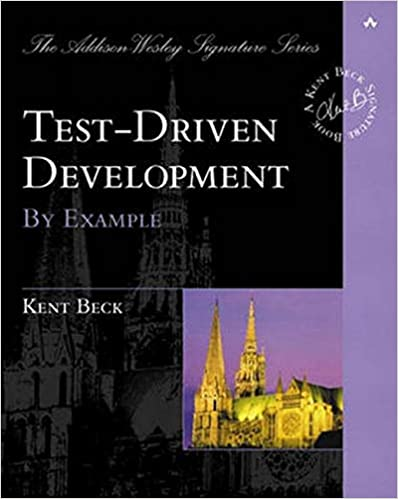 The Addison-Wesley Signature Series
A KENT BECK SIGNATURE BOOK
TEST-DRIVEN
DEVELOPMENT
BY EXAMPLE
KENT BECK